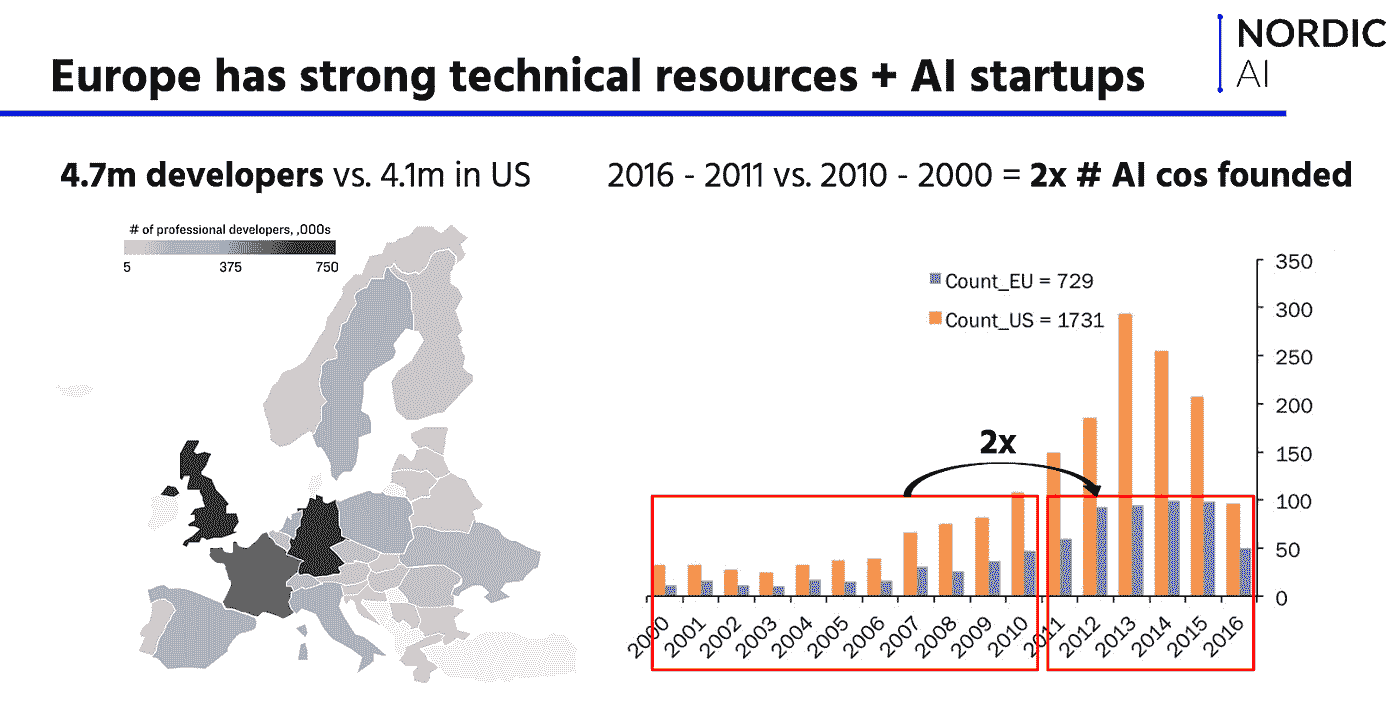 NORDIC
AI
Europe has strong technical resources + AI startups
4.7m developers vs. 4.1m in US
2016 - 2011 vs. 2010 - 2000 = 2x # AI cos founded
# of professional developers, ,000s
5 375 750
Count_EU = 729
Count_US = 1731
2x
350
300
250
200
150
100
50
0
2000 2001 2002 2003 2004 2005 2006 2007 2008 2009 2010 2011 2012 2013 2014 2015 2016